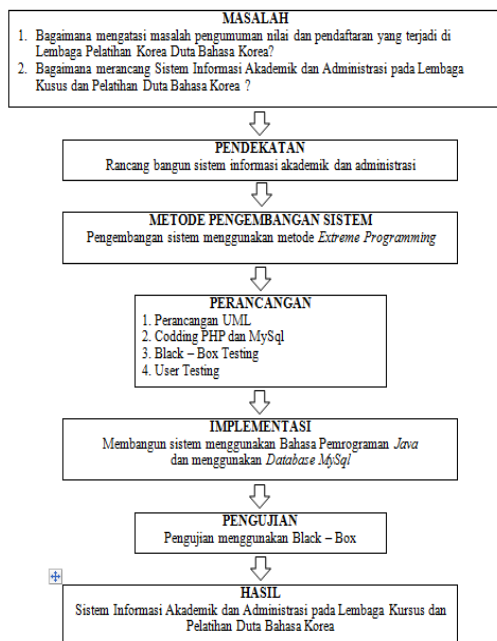 MASALAH
1. Bagaimana mengatasi masalah pengumuman nilai dan pendaftaran yang terjadi di
Lembaga Pelatihan Korea Duta Bahasa Korea?
2. Bagaimana merancang Sistem Informasi Akademik dan Administrasi pada Lembaga
Kusus dan Pelatihan Duta Bahasa Korea ?
PENDEKATAN
Rancang bangun sistem informasi akademik dan administrasi
METODE PENGEMBANGAN SISTEM
Pengembangan sistem menggunakan metode Extreme Programming
PERANCANGAN
1. Perancangan UML
2. Codding PHP dan MySql
3. Black – Box Testing
4. User Testing
IMPLEMENTASI
Membangun sistem menggunakan Bahasa Pemrograman Java
dan menggunakan Database MySql
PENGUJIAN
Pengujian menggunakan Black – Box
HASIL
Sistem Informasi Akademik dan Administrasi pada Lembaga Kursus dan
Pelatihan Duta Bahasa Korea